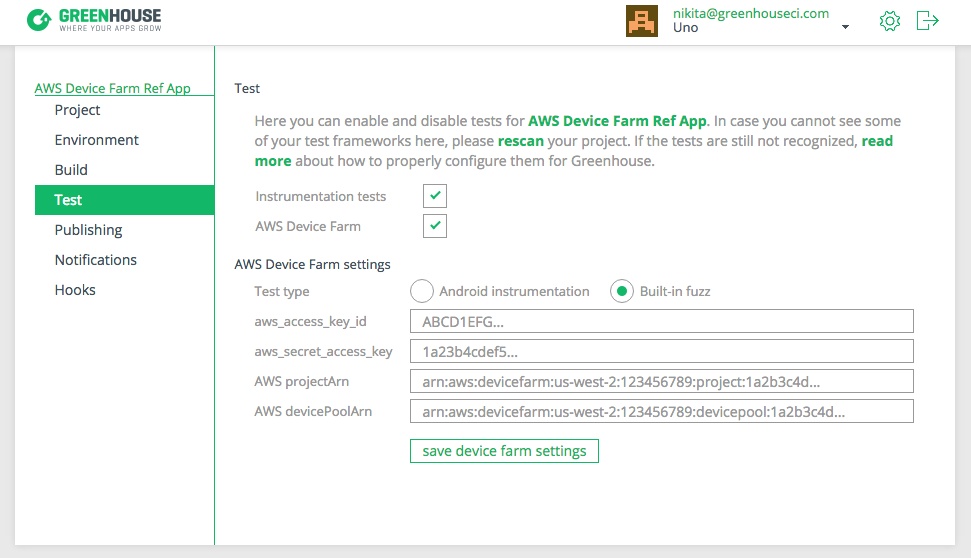 GREENHOUSE
WHERE YOUR APPS GROW
nikita@greenhouseci.com
Uno
AWS Device Farm Ref App
Project
Environment
Build
Test
Publishing
Notifications
Hooks
Test
Here you can enable and disable tests for AWS Device Farm Ref App. In case you cannot see some
of your test frameworks here, please rescan your project. If the tests are still not recognized, read
more about how to properly configure them for Greenhouse.
Instrumentation tests
AWS Device Farm
AWS Device Farm settings
Test type Android instrumentation Built-in fuzz
aws_access_key_id ABCD1EFG...
aws_secret_access_key 1a23b4cdef5...
AWS projectArn arn:aws:devicefarm:us-west-2:123456789:project:1a2b3c4d...
AWS devicePoolArn arn:aws:devicefarm:us-west-2:123456789:devicepool:1a2b3c4d...
save device farm settings